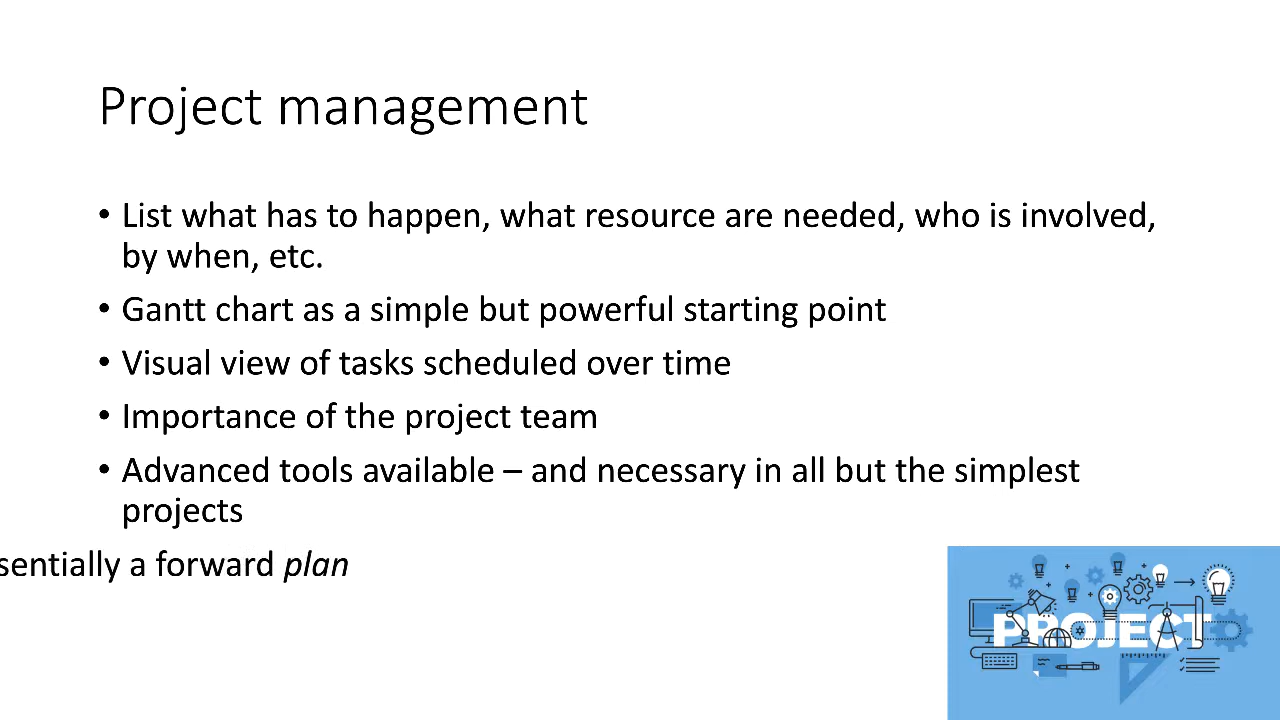 Project management
• List what has to happen, what resource are needed, who is involved,
by when, etc.
• Gantt chart as a simple but powerful starting point
• Visual view of tasks scheduled over time
• Importance of the project team
• Advanced tools available – and necessary in all but the simplest
projects
sentially a forward plan
PROJECT